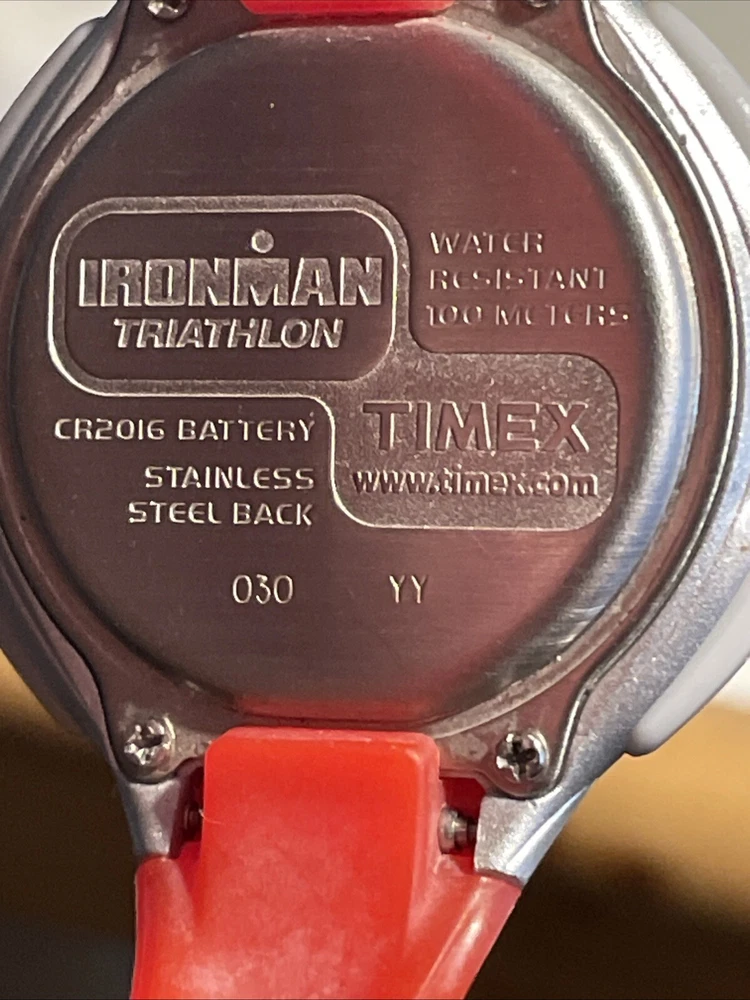 IRONMAN
TRIATHLON
WATER
RESISTANT
100 METERS
CR2016 BATTERY
STAINLESS
STEEL BACK
TIMEX
www.timex.com
030 YY